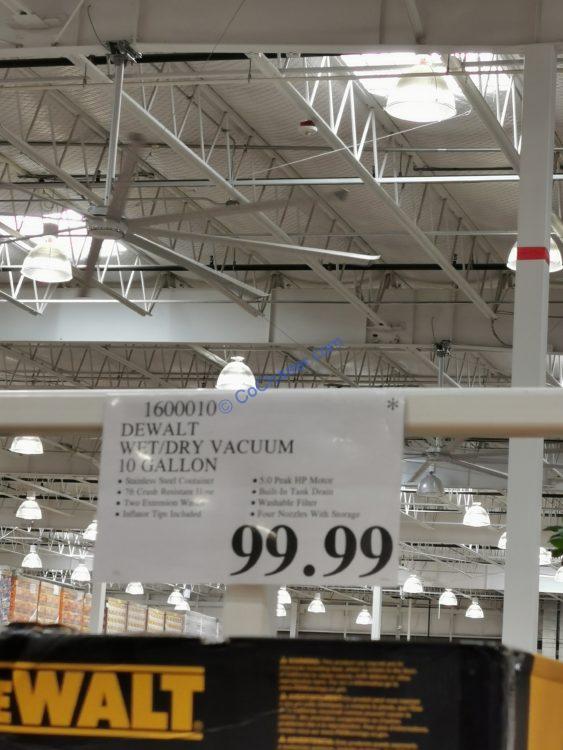 1600010
© CoChaser.com
*
DEWALT
WET/DRY VACUUM
10 GALLON
• Stainless Steel Container
• 7ft Crush Resistant Hose
• Two Extension Wands
• Inflator Tips Included
• 5.0 Peak HP Motor
• Built-In Tank Drain
• Washable Filter
• Four Nozzles With Storage
99.99
EWALT